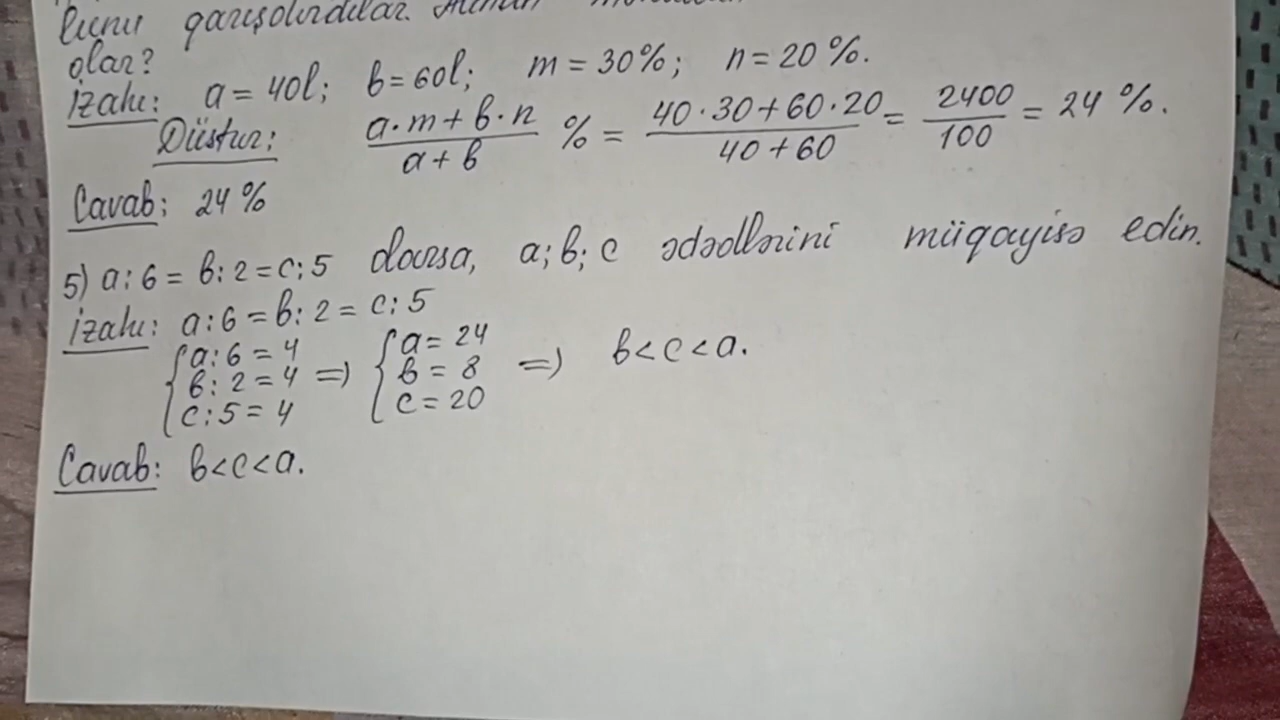 qarışdırdılar.
olar?
İzahı: a = 40l; b = 60l; m = 30%; n = 20%.
Düstur: (a·m + b·n)/(a + b) % = (40·30 + 60·20)/(40 + 60) = 2400/100 = 24%.
Cavab: 24%
5) a:6 = b:2 = c:5 olarsa, a; b; c ədədlərini müqayisə edin.
İzahı: a:6 = b:2 = c:5
{a:6 = 4 {a = 24
b:2 = 4 => b = 8 => b<c<a.
c:5 = 4 c = 20
Cavab: b<c<a.